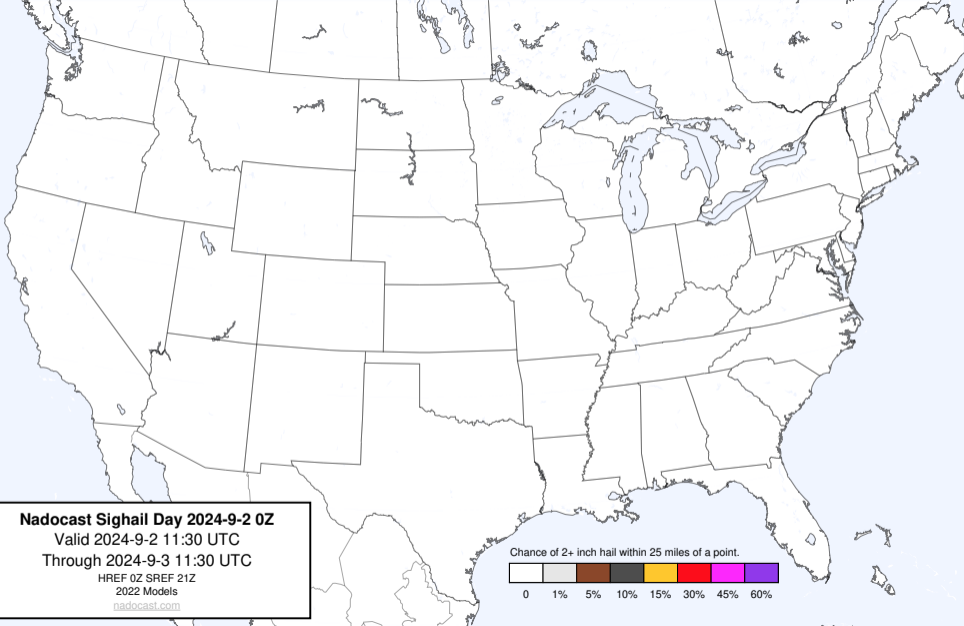 Nadocast Sighail Day 2024-9-2 0Z
Valid 2024-9-2 11:30 UTC
Through 2024-9-3 11:30 UTC
HREF 0Z SREF 21Z
2022 Models
nadocast.com
Chance of 2+ inch hail within 25 miles of a point.
0 1% 5% 10% 15% 30% 45% 60%